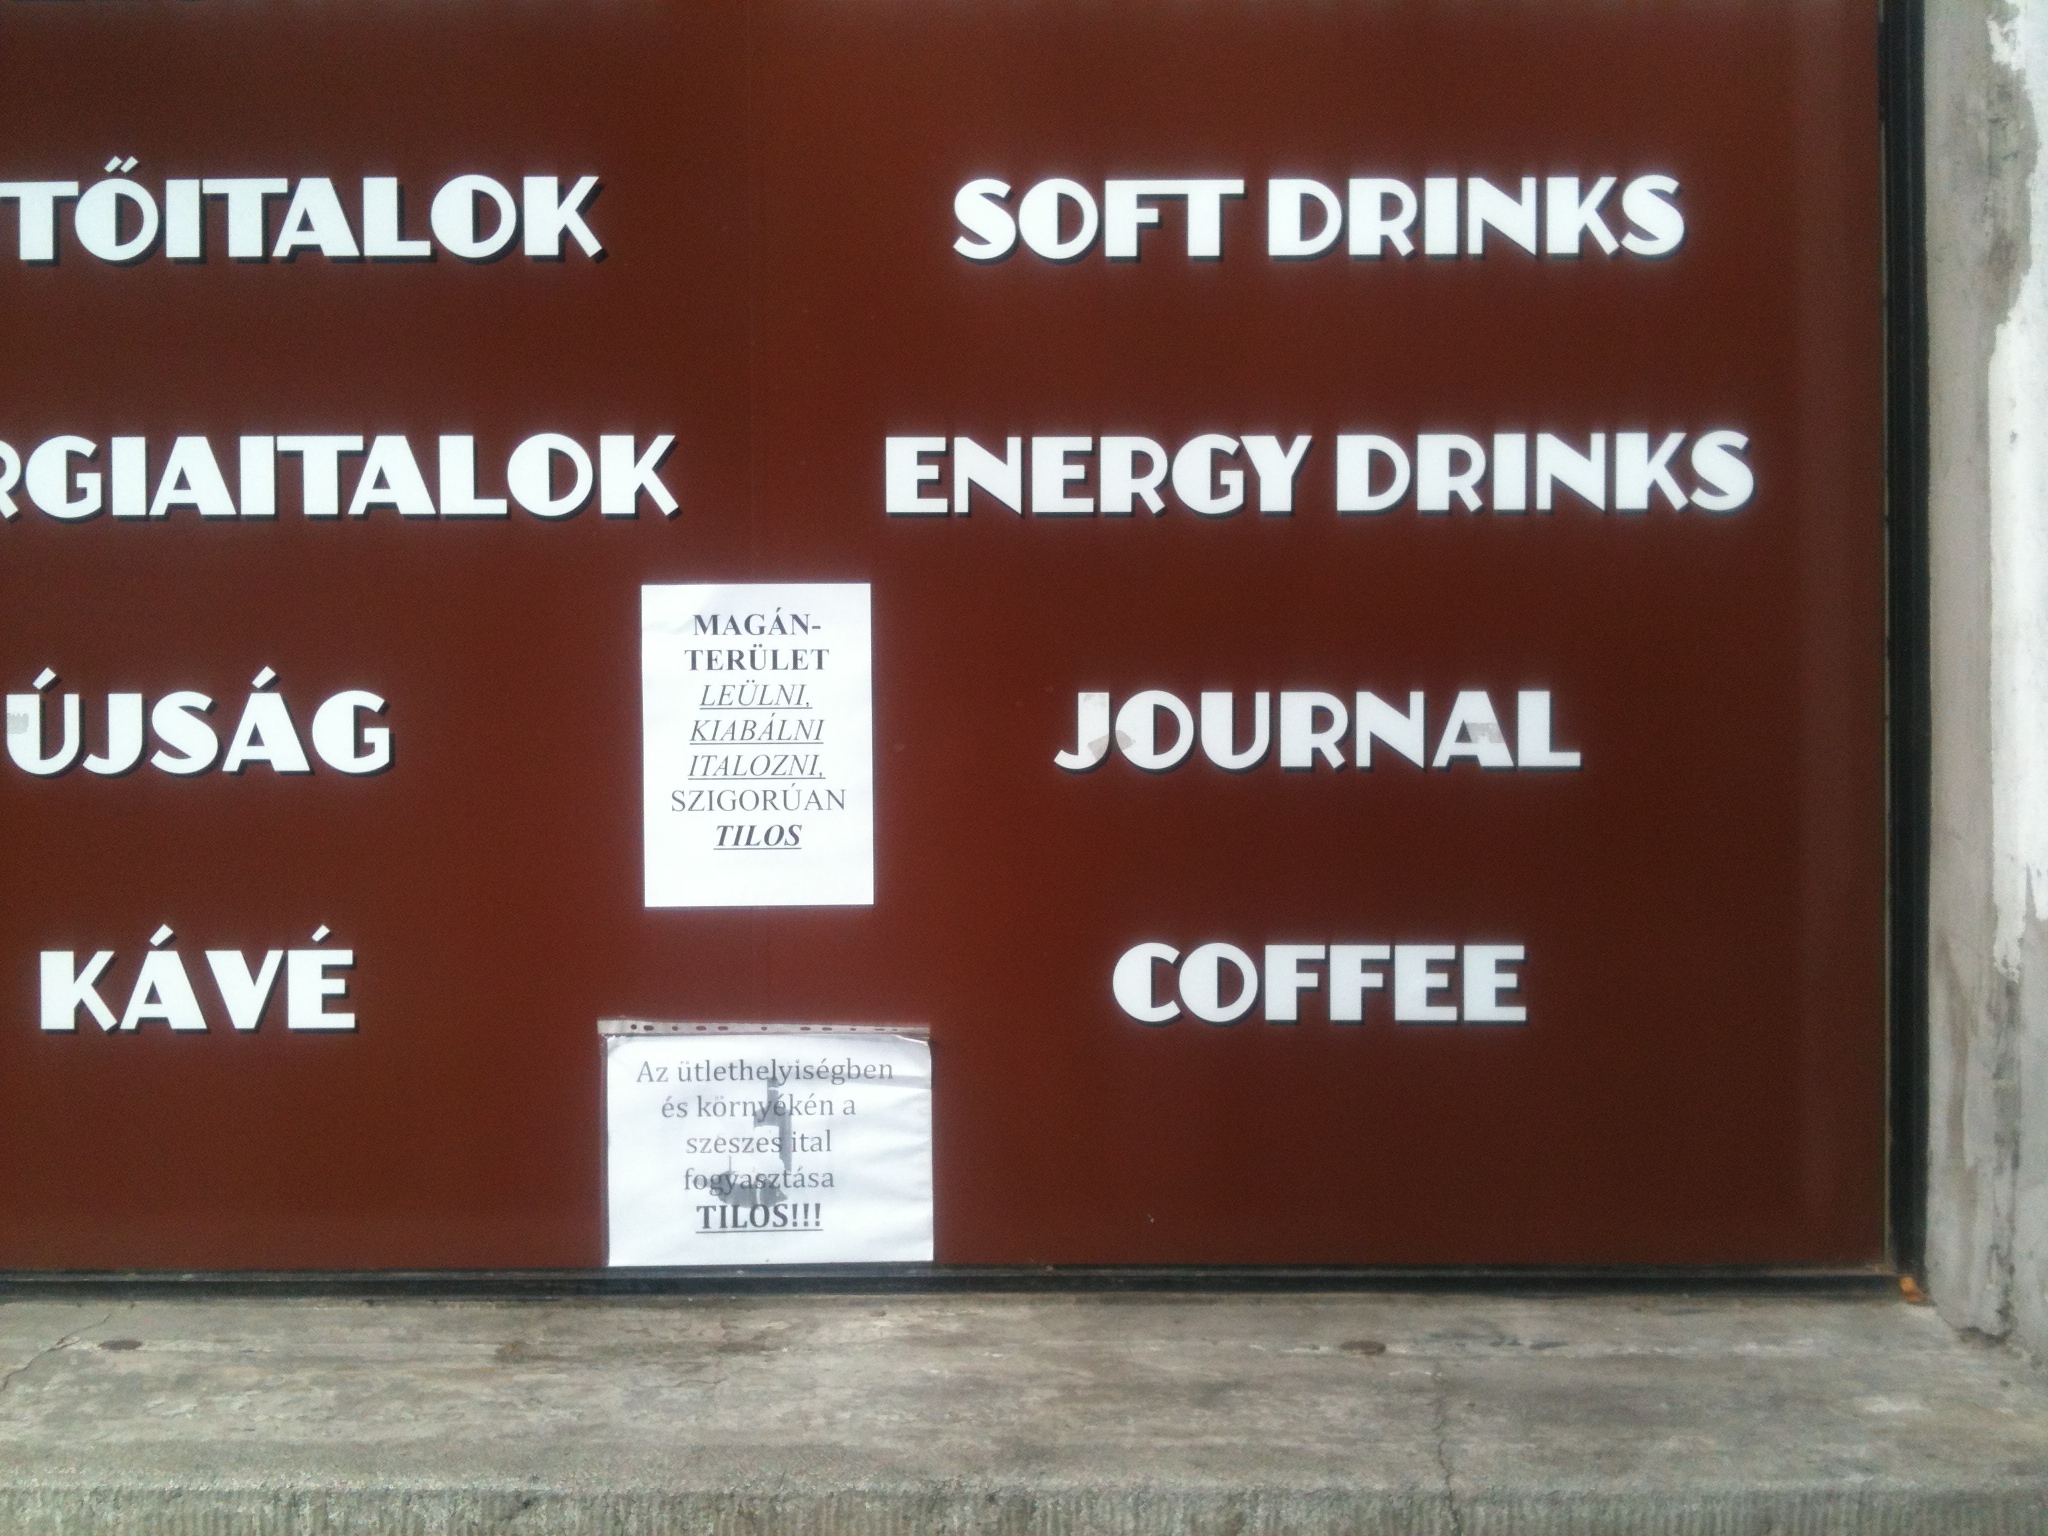 TŐITALOK
SOFT DRINKS
RGIAITALOK
ENERGY DRINKS
ÚJSÁG
JOURNAL
KÁVÉ
COFFEE
MAGÁN-
TERÜLET
LEÜLNI,
KIABÁLNI
ITALOZNI,
SZIGORÚAN
TILOS
Az ütlethelyiségben
és környékén a
szeszes ital
fogyasztása
TILOS!!!